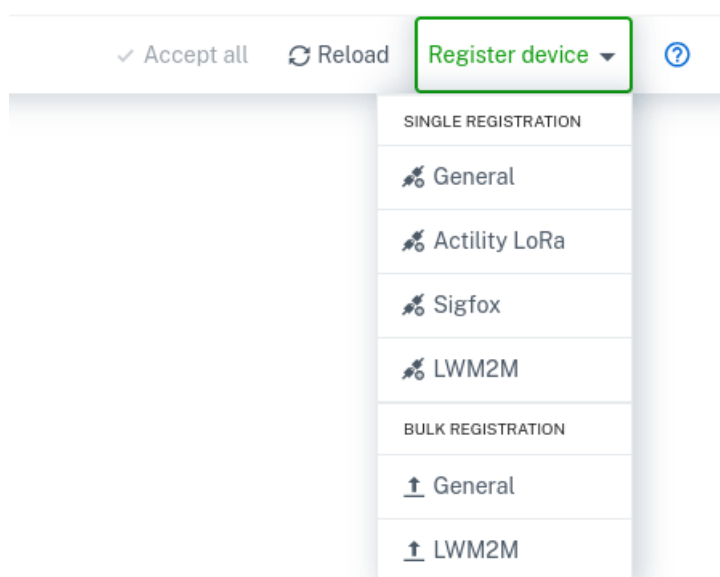 Accept all Reload Register device
SINGLE REGISTRATION
General
Actility LoRa
Sigfox
LWM2M
BULK REGISTRATION
General
LWM2M